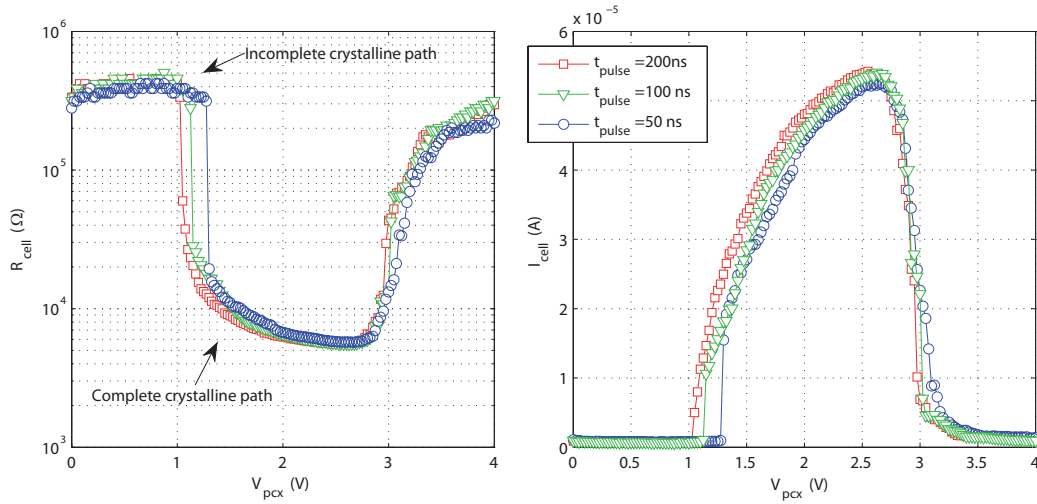 10^6
10^5
10^4
10^3
R_cell (Ω)
Incomplete crystalline path
Complete crystalline path
0 1 2 3 4
V_pcx (V)
x 10^-5
5
4
3
2
1
0
I_cell (A)
t_pulse =200ns
t_pulse =100 ns
t_pulse =50 ns
0 0.5 1 1.5 2 2.5 3 3.5 4
V_pcx (V)